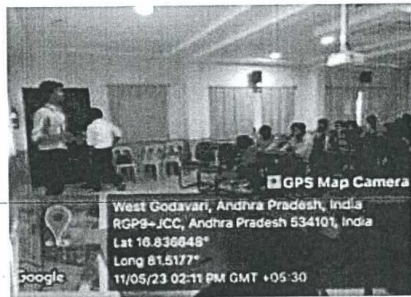 GPS Map Camera
West Godavari, Andhra Pradesh, India
RGP9+JCC, Andhra Pradesh 534101, India
Lat 16.836648°
Long 81.5177°
11/05/23 02:11 PM GMT +05:30
Google